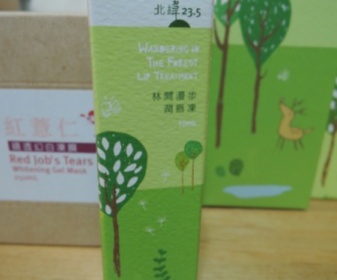 北緯23.5
WANDERING IN
THE FOREST
LIP TREATMENT
林間漫步
潤唇凍
紅薏仁
Red Job's Tears
Whitening Gel Mask